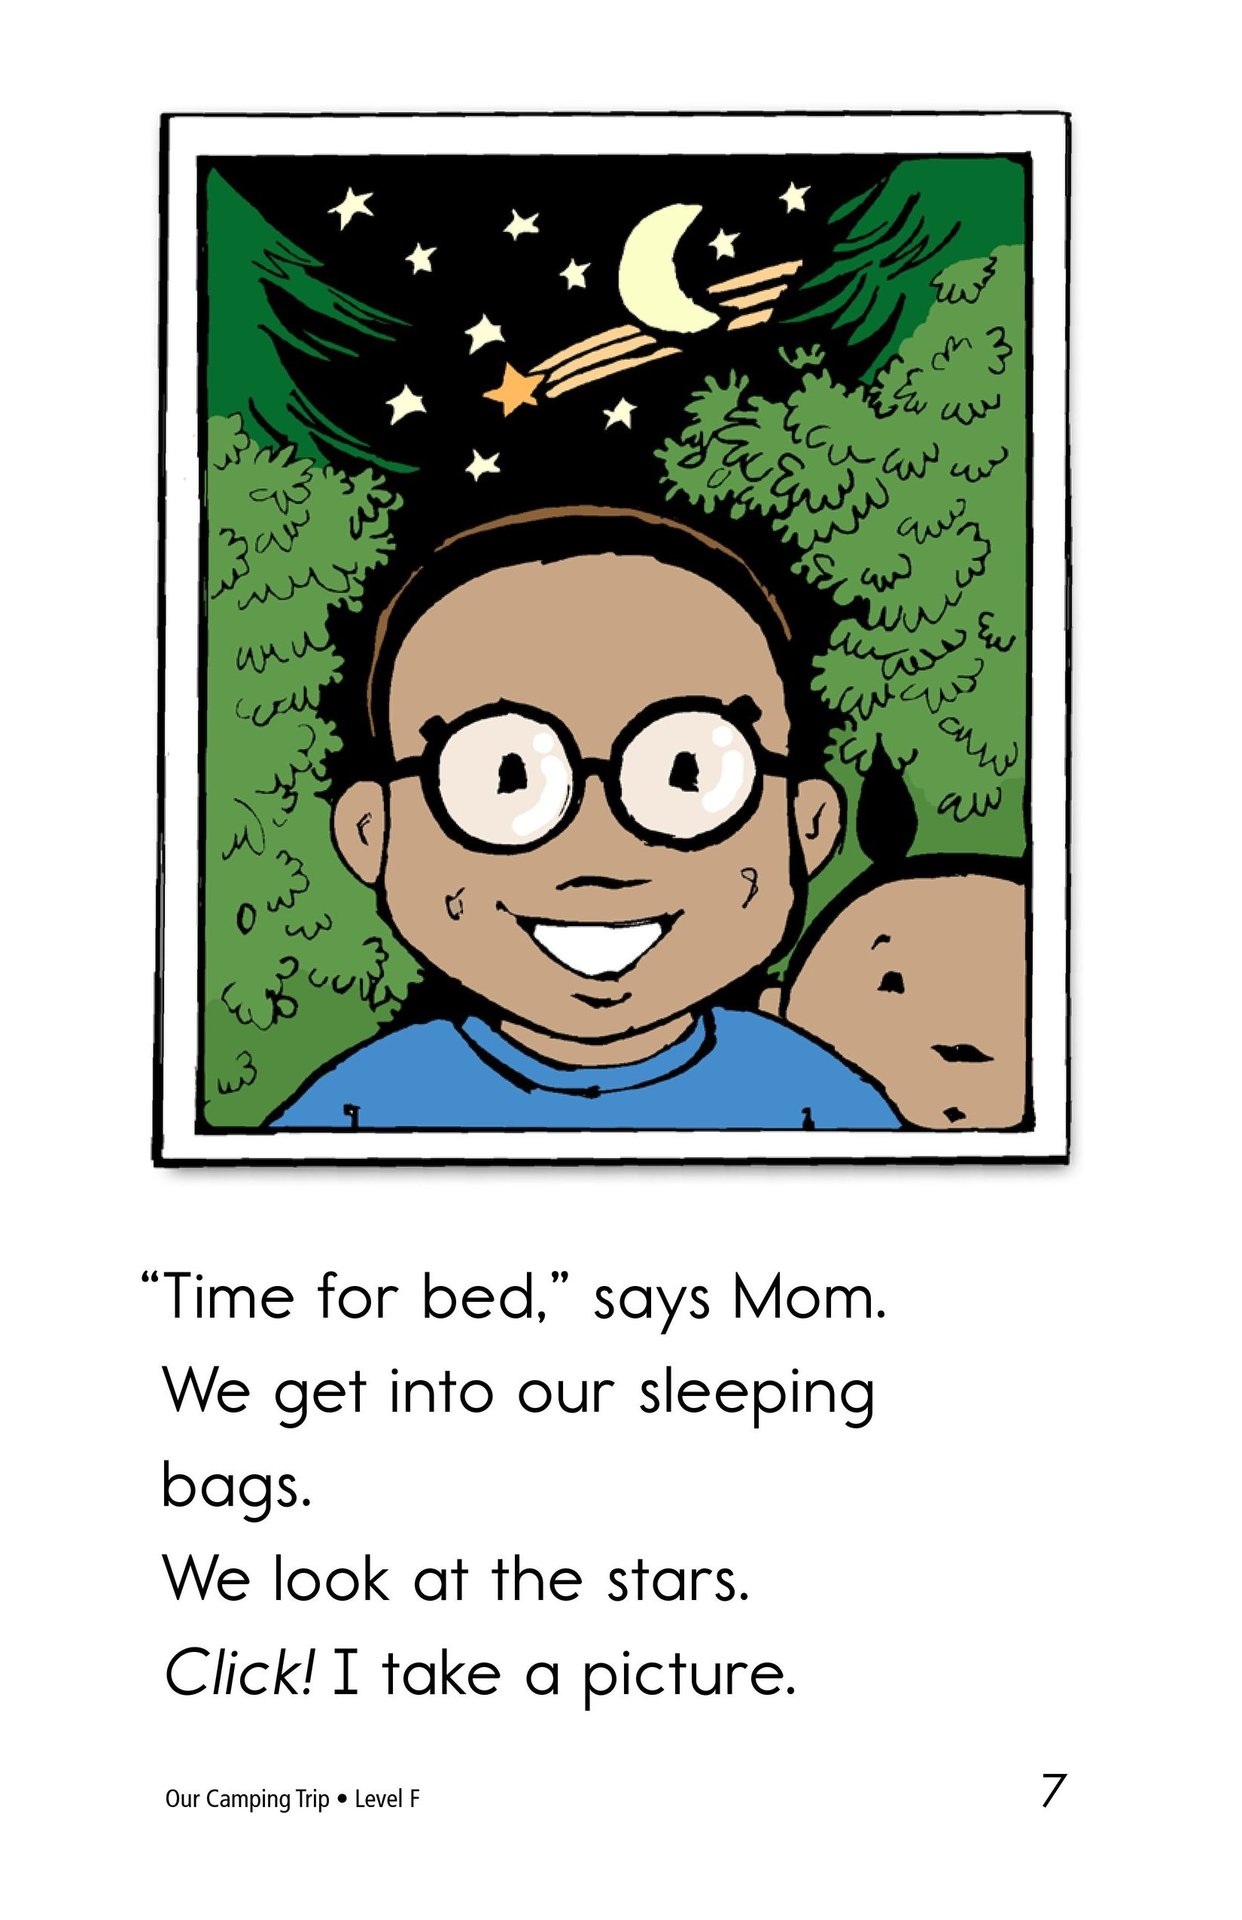 “Time for bed,” says Mom.
We get into our sleeping
bags.
We look at the stars.
Click! I take a picture.
Our Camping Trip • Level F
7